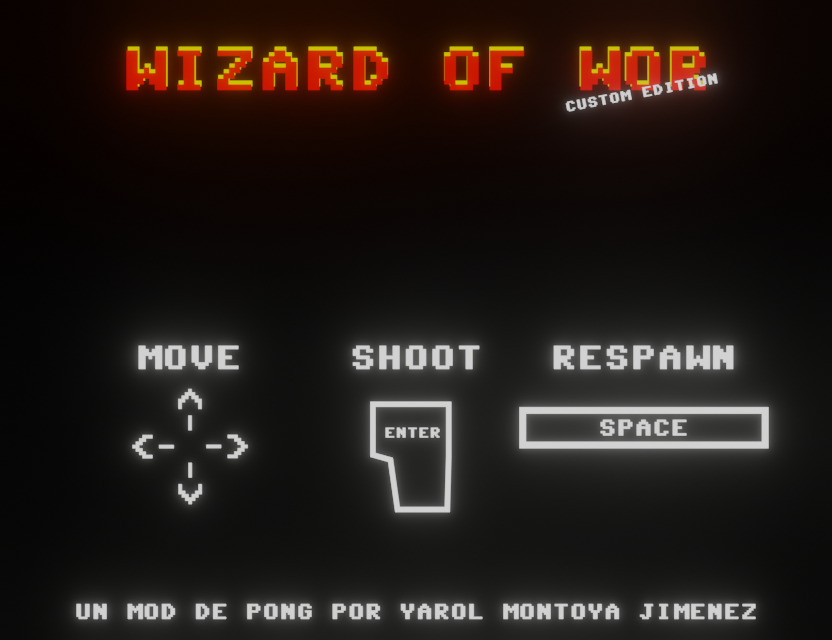 WIZARD OF WOR
CUSTOM EDITION
MOVE SHOOT RESPAWN
ENTER SPACE
UN MOD DE PONG POR YAROL MONTOYA JIMENEZ